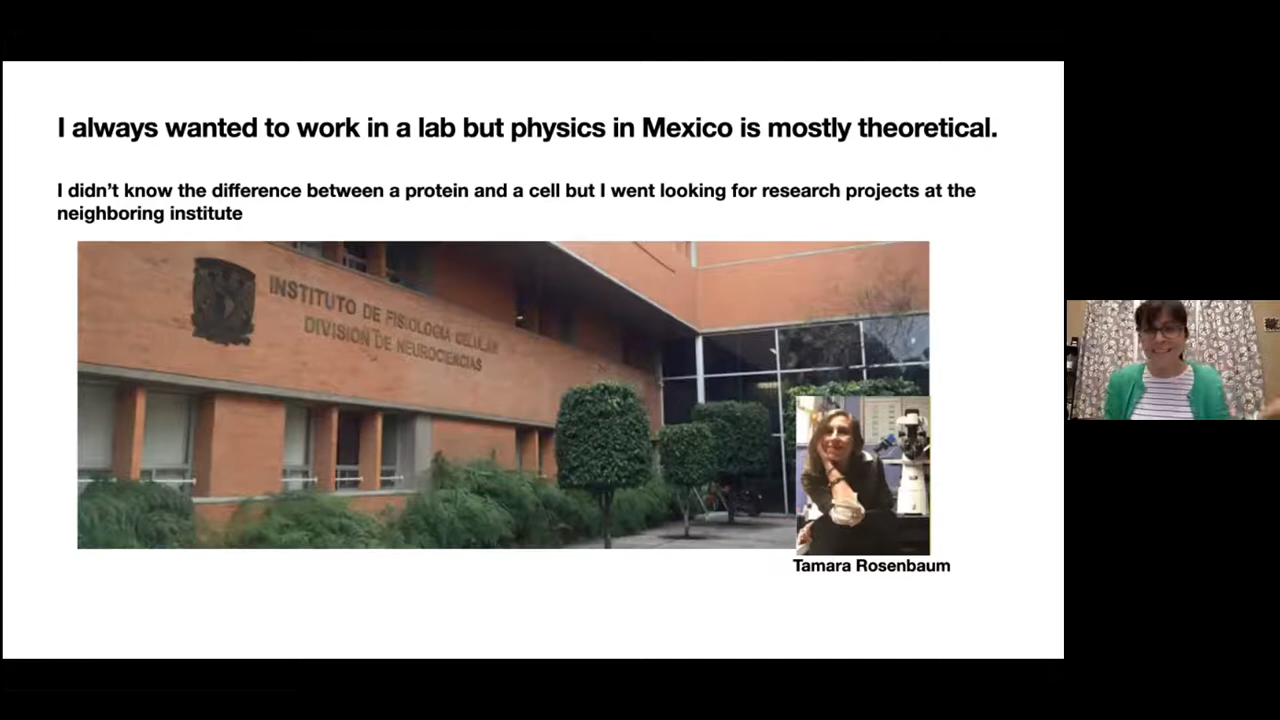 I always wanted to work in a lab but physics in Mexico is mostly theoretical.
I didn’t know the difference between a protein and a cell but I went looking for research projects at the
neighboring institute
INSTITUTO DE FISIOLOGIA CELULAR
DIVISION DE NEUROCIENCIAS
Tamara Rosenbaum